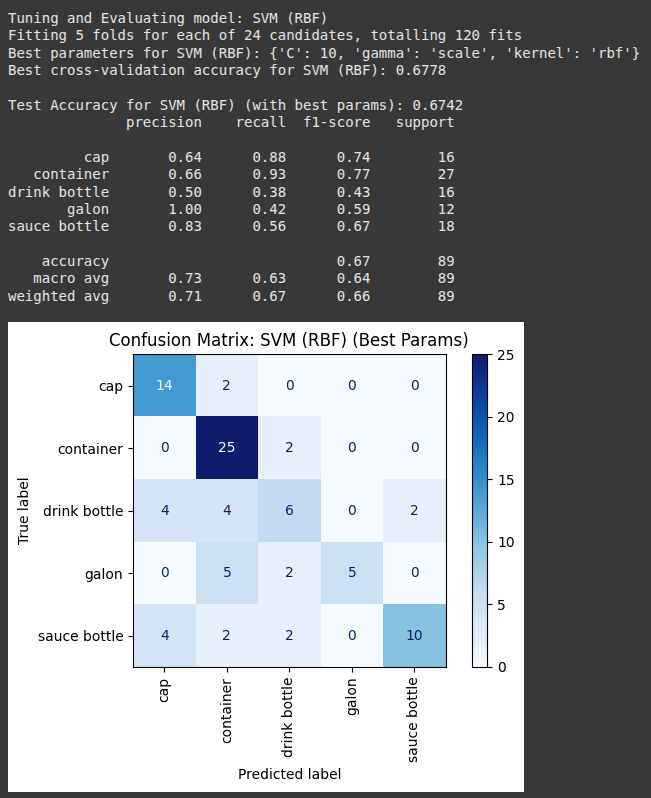 Tuning and Evaluating model: SVM (RBF)
Fitting 5 folds for each of 24 candidates, totalling 120 fits
Best parameters for SVM (RBF): {'C': 10, 'gamma': 'scale', 'kernel': 'rbf'}
Best cross-validation accuracy for SVM (RBF): 0.6778
Test Accuracy for SVM (RBF) (with best params): 0.6742
precision recall f1-score support
cap 0.64 0.88 0.74 16
container 0.66 0.93 0.77 27
drink bottle 0.50 0.38 0.43 16
galon 1.00 0.42 0.59 12
sauce bottle 0.83 0.56 0.67 18
accuracy 0.67 89
macro avg 0.73 0.63 0.64 89
weighted avg 0.71 0.67 0.66 89
Confusion Matrix: SVM (RBF) (Best Params)
True label
cap 14 2 0 0 0
container 0 25 2 0 0
drink bottle 4 4 6 0 2
galon 0 5 2 5 0
sauce bottle 4 2 2 0 10
cap
container
drink bottle
galon
sauce bottle
Predicted label
25
20
15
10
5
0